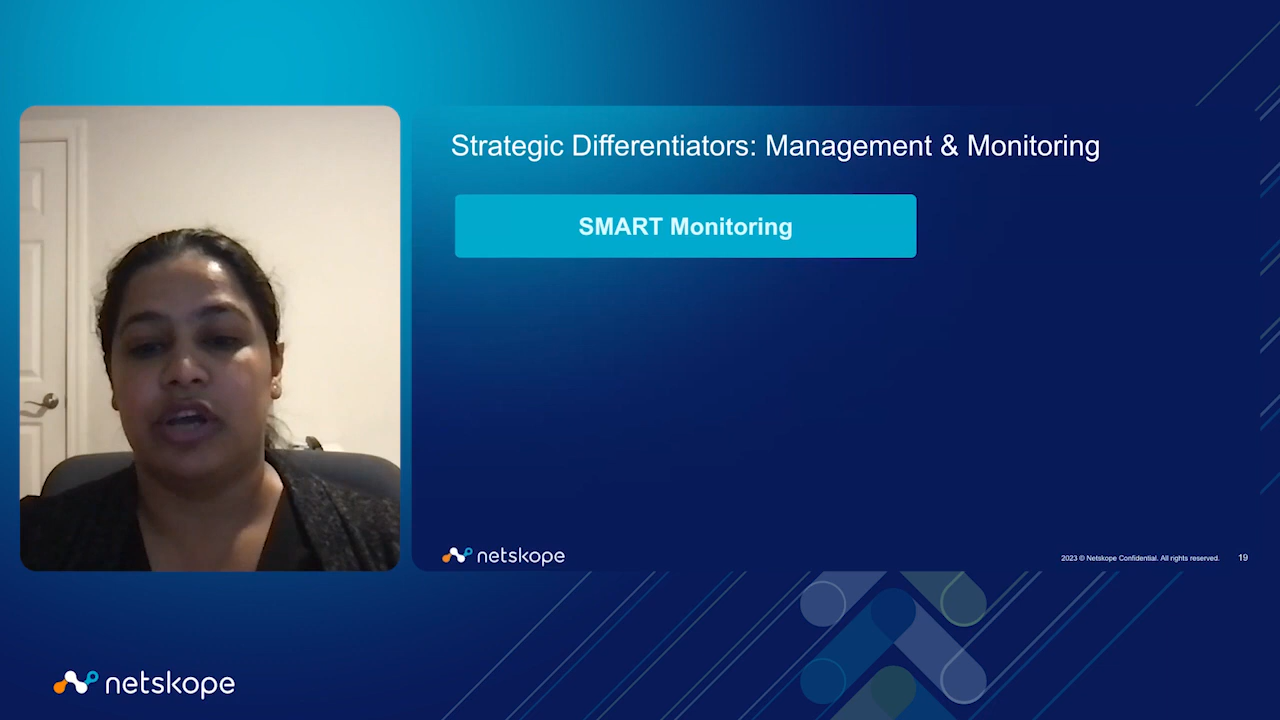 Strategic Differentiators: Management & Monitoring
SMART Monitoring
netskope
2023 © Netskope Confidential. All rights reserved.
19
netskope